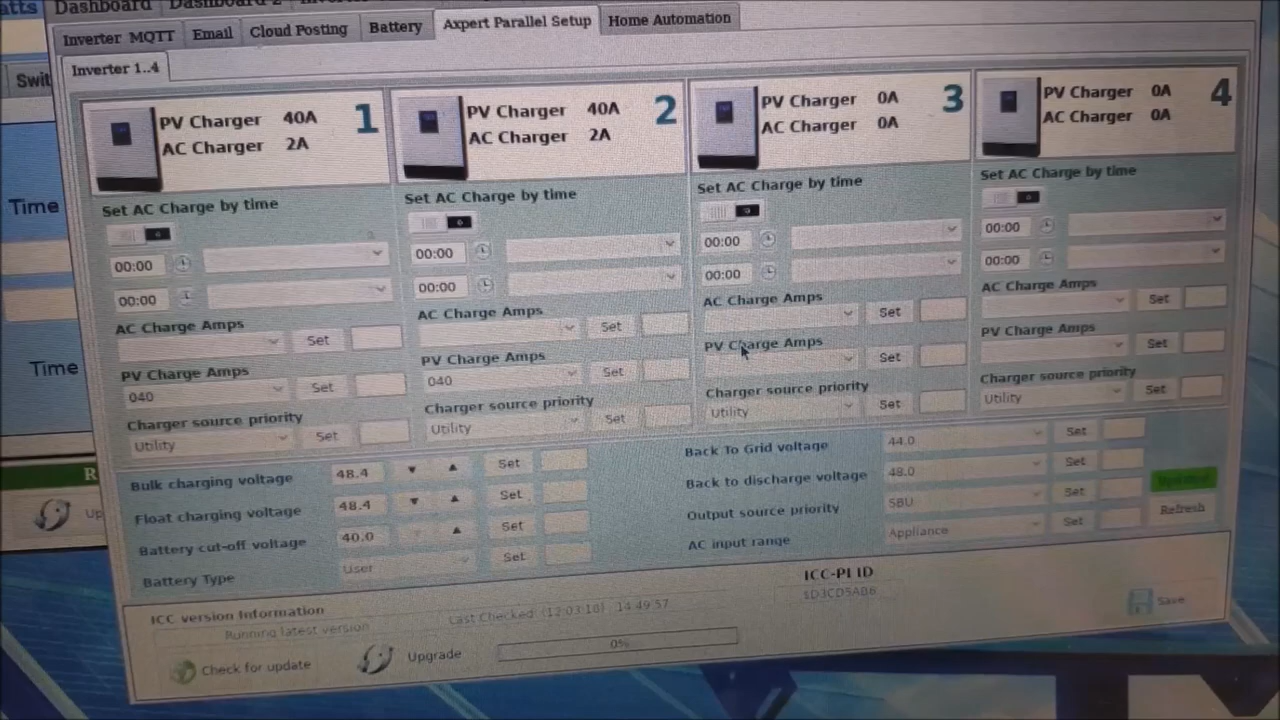 Dashboard Dashboard 2
Inverter MQTT Email Cloud Posting Battery Axpert Parallel Setup Home Automation
Inverter 1..4
PV Charger 40A 1
AC Charger 2A
PV Charger 40A 2
AC Charger 2A
PV Charger 0A 3
AC Charger 0A
PV Charger 0A 4
AC Charger 0A
Set AC Charge by time
00:00
00:00
AC Charge Amps
Set
PV Charge Amps
040 Set
Charger source priority
Utility Set
Set AC Charge by time
00:00
00:00
AC Charge Amps
Set
PV Charge Amps
040 Set
Charger source priority
Utility Set
Set AC Charge by time
00:00
00:00
AC Charge Amps
Set
PV Charge Amps
Set
Charger source priority
Utility Set
Set AC Charge by time
00:00
00:00
AC Charge Amps
Set
PV Charge Amps
Set
Charger source priority
Utility Set
Bulk charging voltage 48.4 Set
Float charging voltage 48.4 Set
Battery cut-off voltage 40.0 Set
Battery Type User Set
Back To Grid voltage 44.0 Set
Back to discharge voltage 48.0 Set
Output source priority SBU Set
AC input range Appliance Set
Refresh
ICC version information
Running latest version
Last Checked: (12:03:18) 14:49:57
ICC-PI ID
Check for update
Upgrade
0%
Save
Time
Time